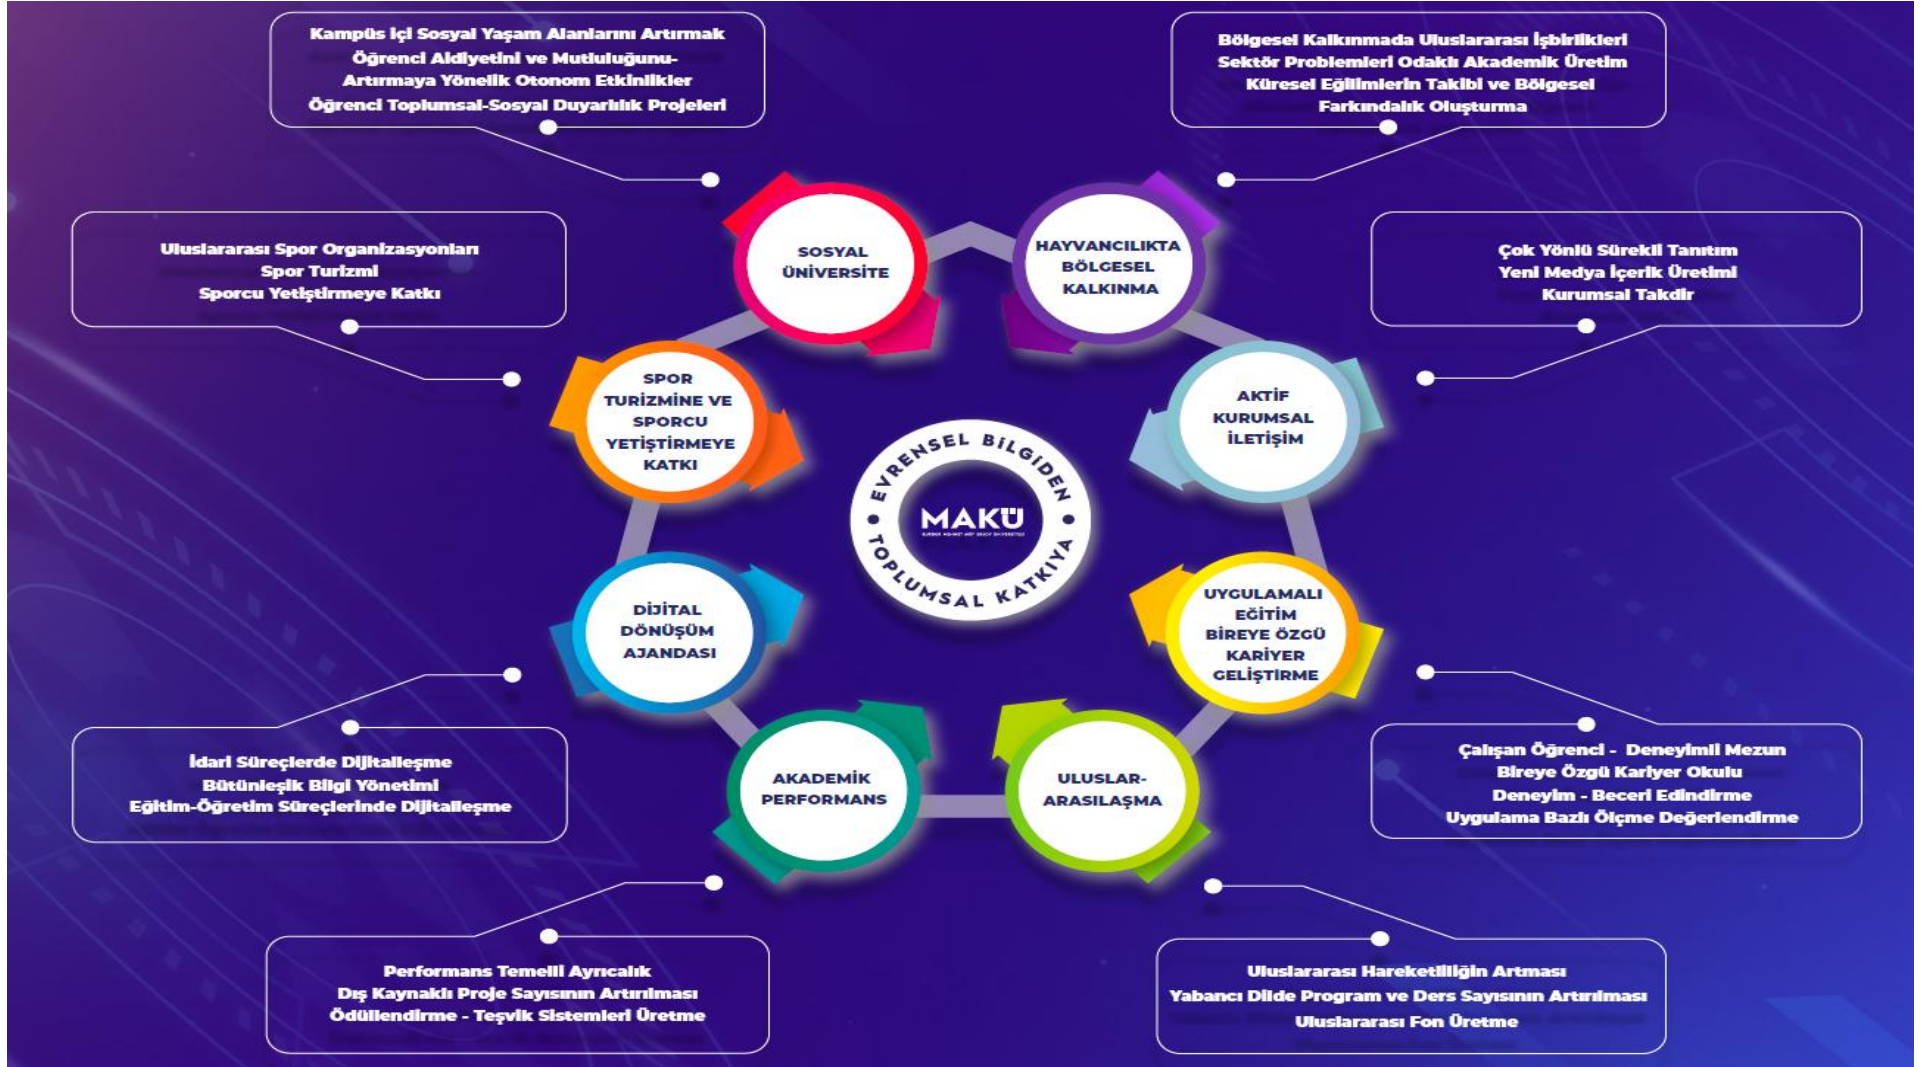 Kampüs İçi Sosyal Yaşam Alanlarını Artırmak
Öğrenci Aidiyetini ve Mutluluğunu-
Artırmaya Yönelik Otonom Etkinlikler
Öğrenci Toplumsal-Sosyal Duyarlılık Projeleri
Bölgesel Kalkınmada Uluslararası İşbirlikleri
Sektör Problemleri Odaklı Akademik Üretim
Küresel Eğilimlerin Takibi ve Bölgesel
Farkındalık Oluşturma
Uluslararası Spor Organizasyonları
Spor Turizmi
Sporcu Yetiştirmeye Katkı
Çok Yönlü Sürekli Tanıtım
Yeni Medya İçerik Üretimi
Kurumsal Takdir
SOSYAL
ÜNİVERSİTE
HAYVANCILIKTA
BÖLGESEL
KALKINMA
SPOR
TURİZMİNE VE
SPORCU
YETİŞTİRMEYE
KATKI
AKTİF
KURUMSAL
İLETİŞİM
EVRENSEL BİLGİDEN
MAKÜ
BURDUR MEHMET AKİF ERSOY ÜNİVERSİTESİ
TOPLUMSAL KATKIYA
DİJİTAL
DÖNÜŞÜM
AJANDASI
UYGULAMALI
EĞİTİM
BİREYE ÖZGÜ
KARİYER
GELİŞTİRME
AKADEMİK
PERFORMANS
ULUSLAR-
ARASILAŞMA
İdari Süreçlerde Dijitalleşme
Bütünleşik Bilgi Yönetimi
Eğitim-Öğretim Süreçlerinde Dijitalleşme
Çalışan Öğrenci - Deneyimli Mezun
Bireye Özgü Kariyer Okulu
Deneyim - Beceri Edindirme
Uygulama Bazlı Ölçme Değerlendirme
Performans Temelli Ayrıcalık
Dış Kaynaklı Proje Sayısının Artırılması
Ödüllendirme - Teşvik Sistemleri Üretme
Uluslararası Hareketliliğin Artması
Yabancı Dilde Program ve Ders Sayısının Artırılması
Uluslararası Fon Üretme